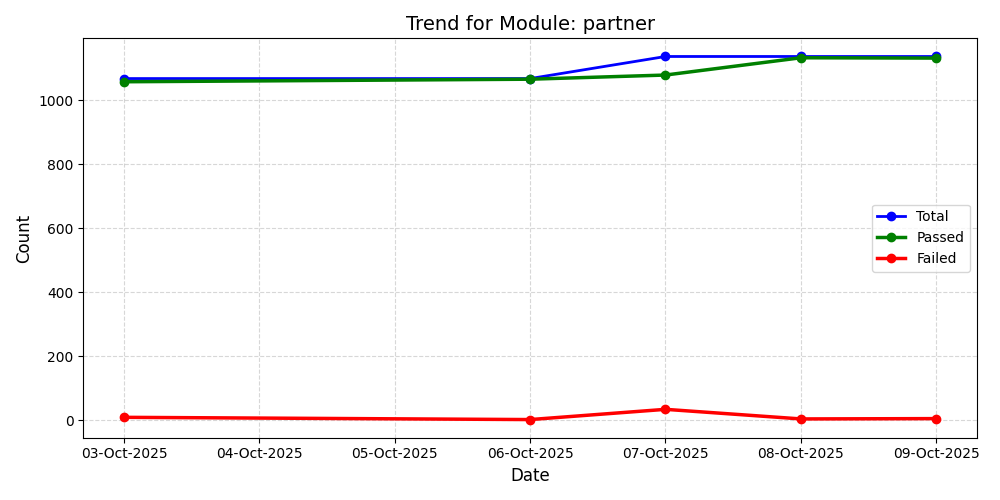 Trend for Module: partner
Count
1000
800
600
400
200
0
Total
Passed
Failed
03-Oct-2025 04-Oct-2025 05-Oct-2025 06-Oct-2025 07-Oct-2025 08-Oct-2025 09-Oct-2025
Date